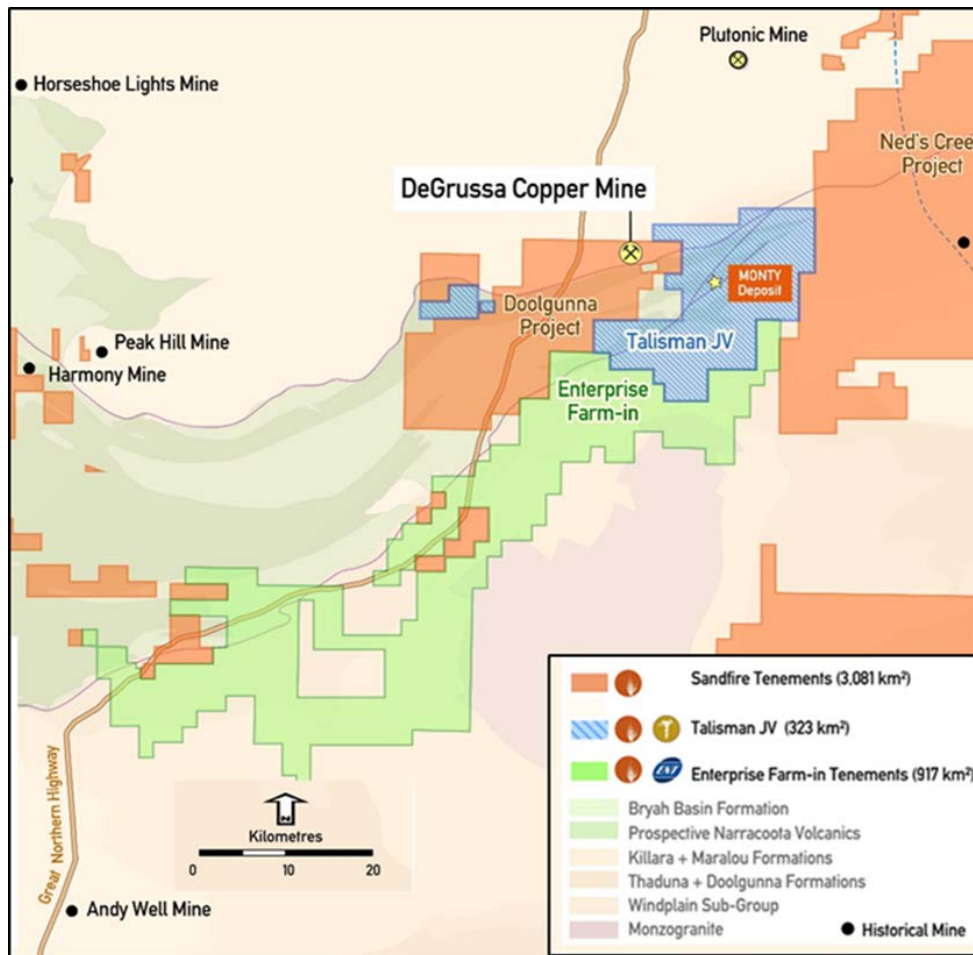 Plutonic Mine
Horseshoe Lights Mine
Ned's Cree
Project
DeGrussa Copper Mine
MONTY
Deposit
Doolgunna
Project
Talisman JV
Peak Hill Mine
Harmony Mine
Enterprise
Farm-in
Great Northern Highway
N
Kilometres
0 10 20
Andy Well Mine
Sandfire Tenements (3,081 km²)
Talisman JV (323 km²)
ENT
Enterprise Farm-in Tenements (917 km²)
Bryah Basin Formation
Prospective Narracoota Volcanics
Killara + Maralou Formations
Thaduna + Doolgunna Formations
Windplain Sub-Group
Monzogranite
Historical Mine